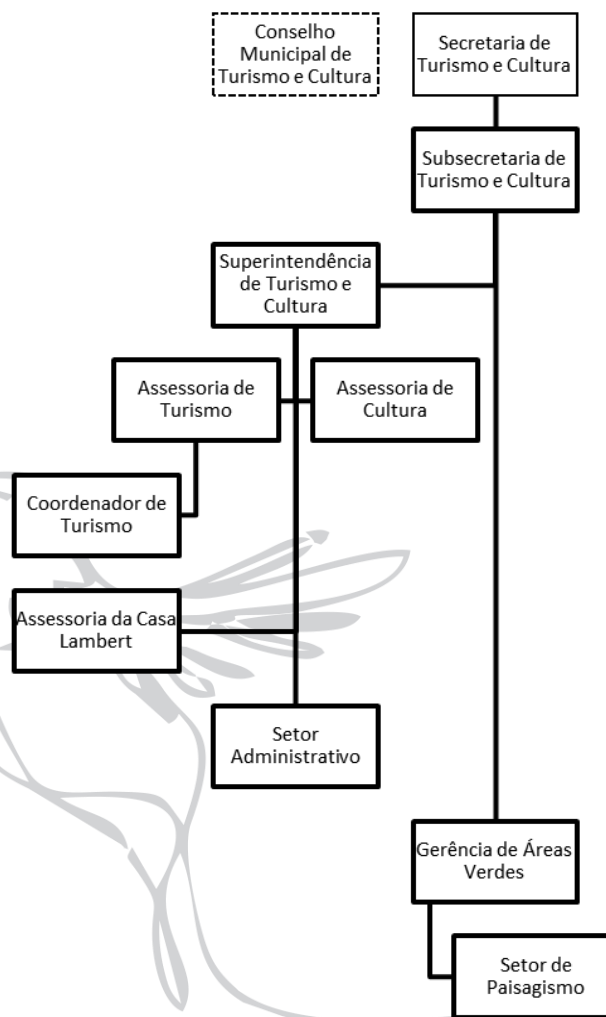 Conselho
Municipal de
Turismo e Cultura
Secretaria de
Turismo e Cultura
Subsecretaria de
Turismo e Cultura
Superintendência
de Turismo e
Cultura
Assessoria de
Turismo
Assessoria de
Cultura
Coordenador de
Turismo
Assessoria da Casa
Lambert
Setor
Administrativo
Gerência de Áreas
Verdes
Setor de
Paisagismo